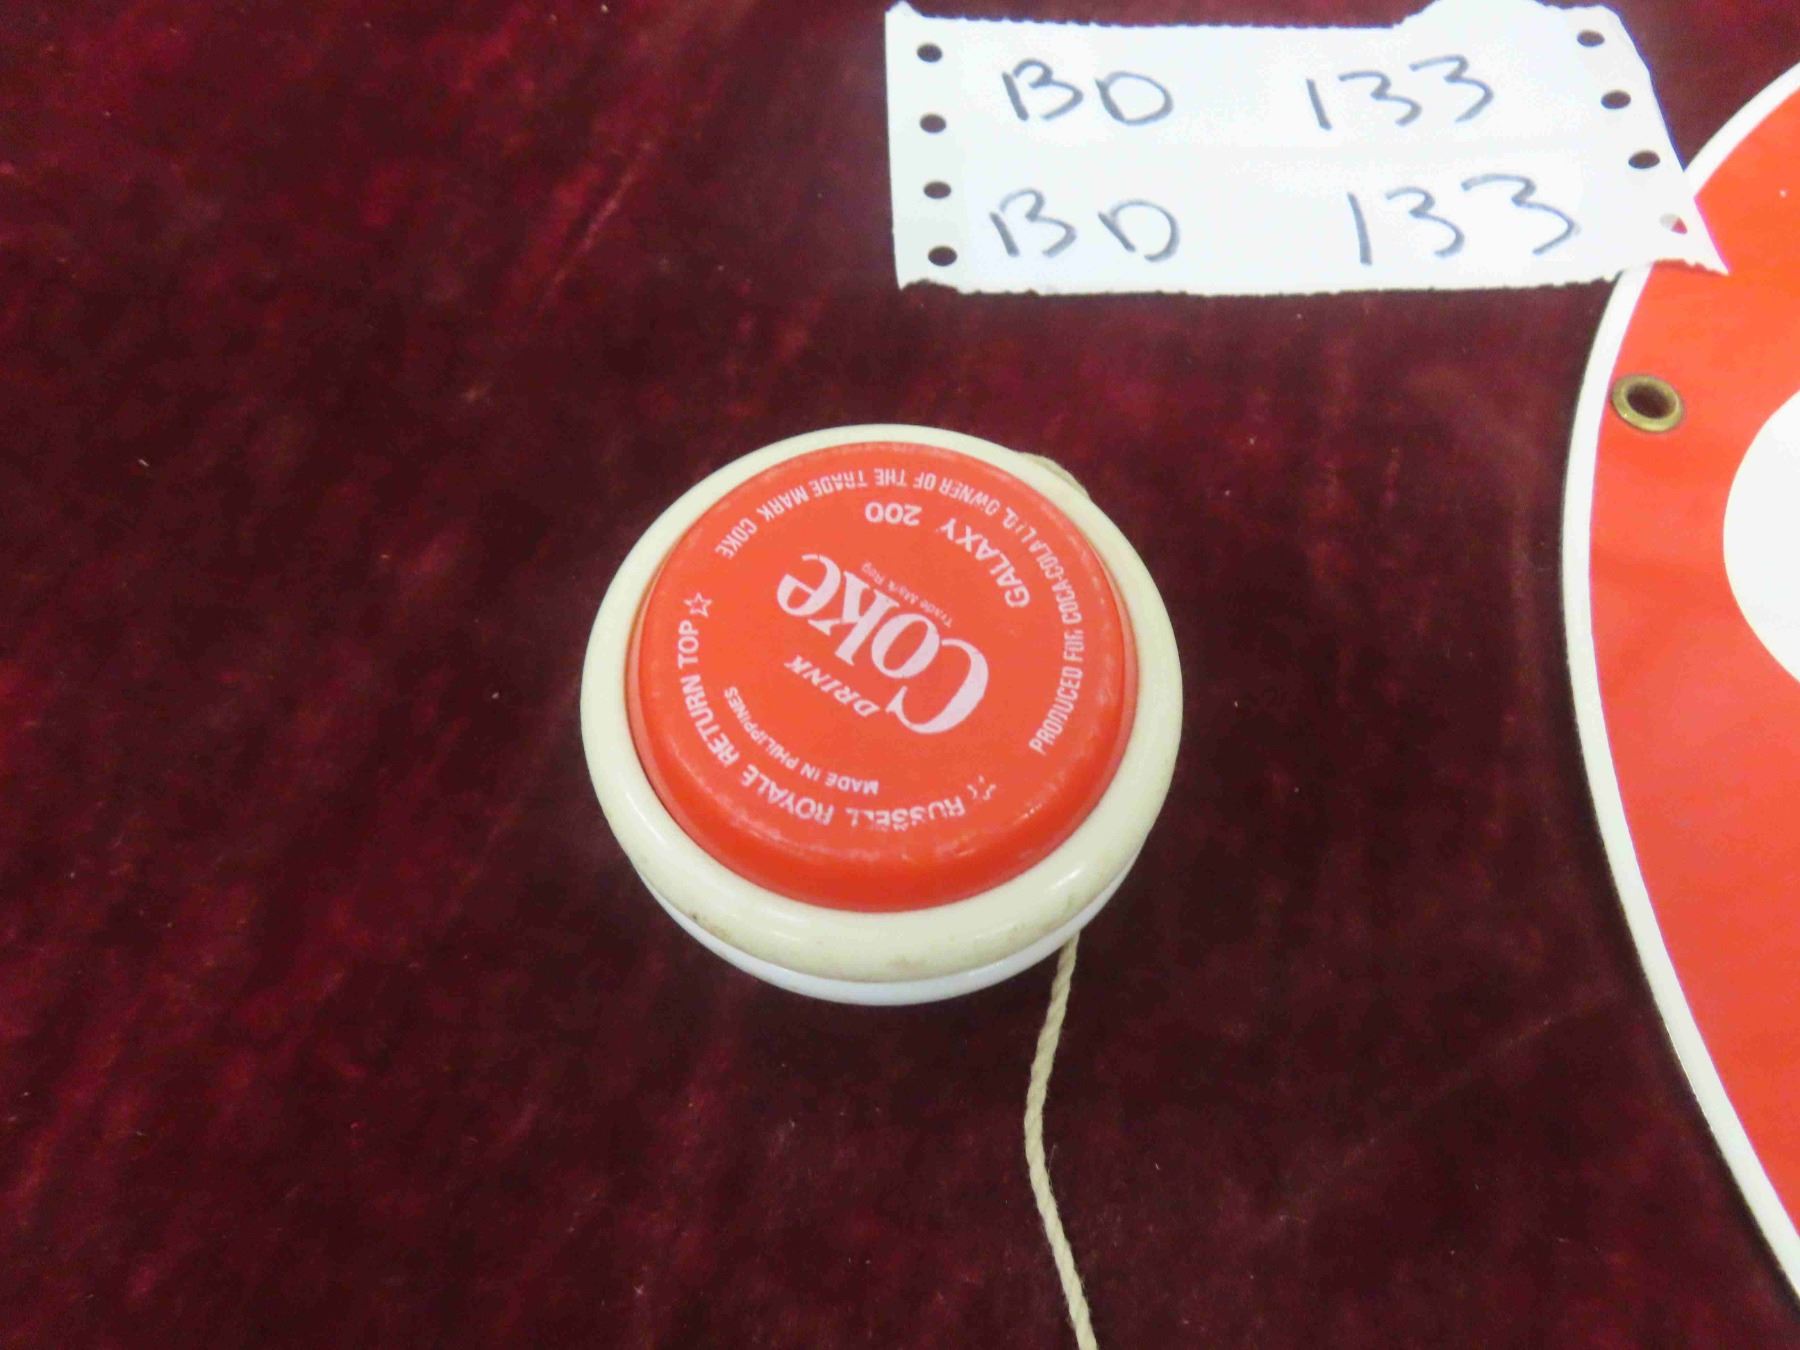 BD 133
BD 133
☆ RUSSELL ROYALE RETURN TOP ☆
MADE IN PHILIPPINES
DRINK
Coke
Trade Mark Reg
GALAXY 200
PRODUCED FOR COCA-COLA LTD. OWNER OF THE TRADE MARK COKE